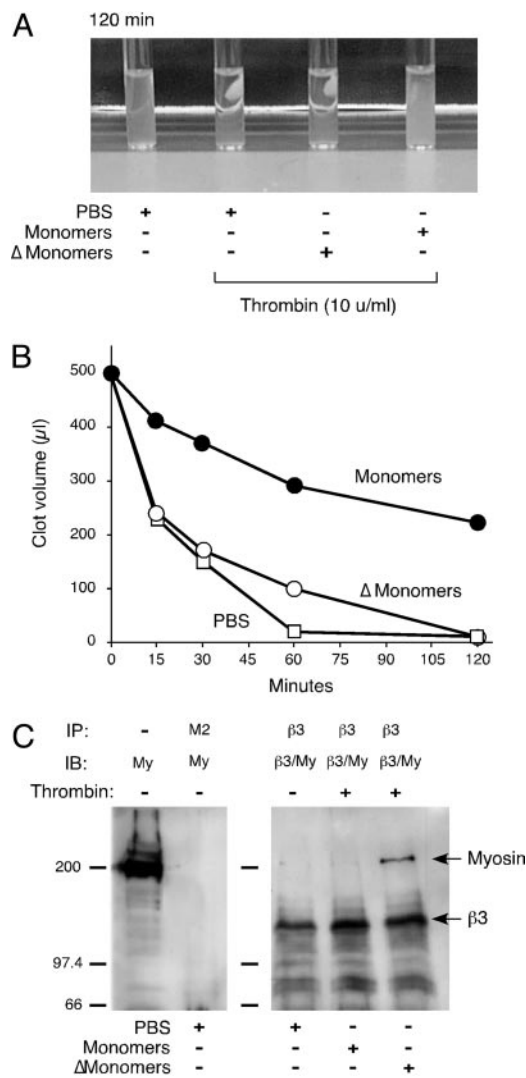 A
120 min
PBS + + - -
Monomers - - - +
Δ Monomers - - + -
Thrombin (10 u/ml)
B
Clot volume (µl)
500
400
300
200
100
0
Monomers
Δ Monomers
PBS
0 15 30 45 60 75 90 105 120
Minutes
C
IP: - M2 β3 β3 β3
IB: My My β3/My β3/My β3/My
Thrombin: - - - + +
200
Myosin
β3
97.4
66
PBS + + - -
Monomers - - + -
ΔMonomers - - - +